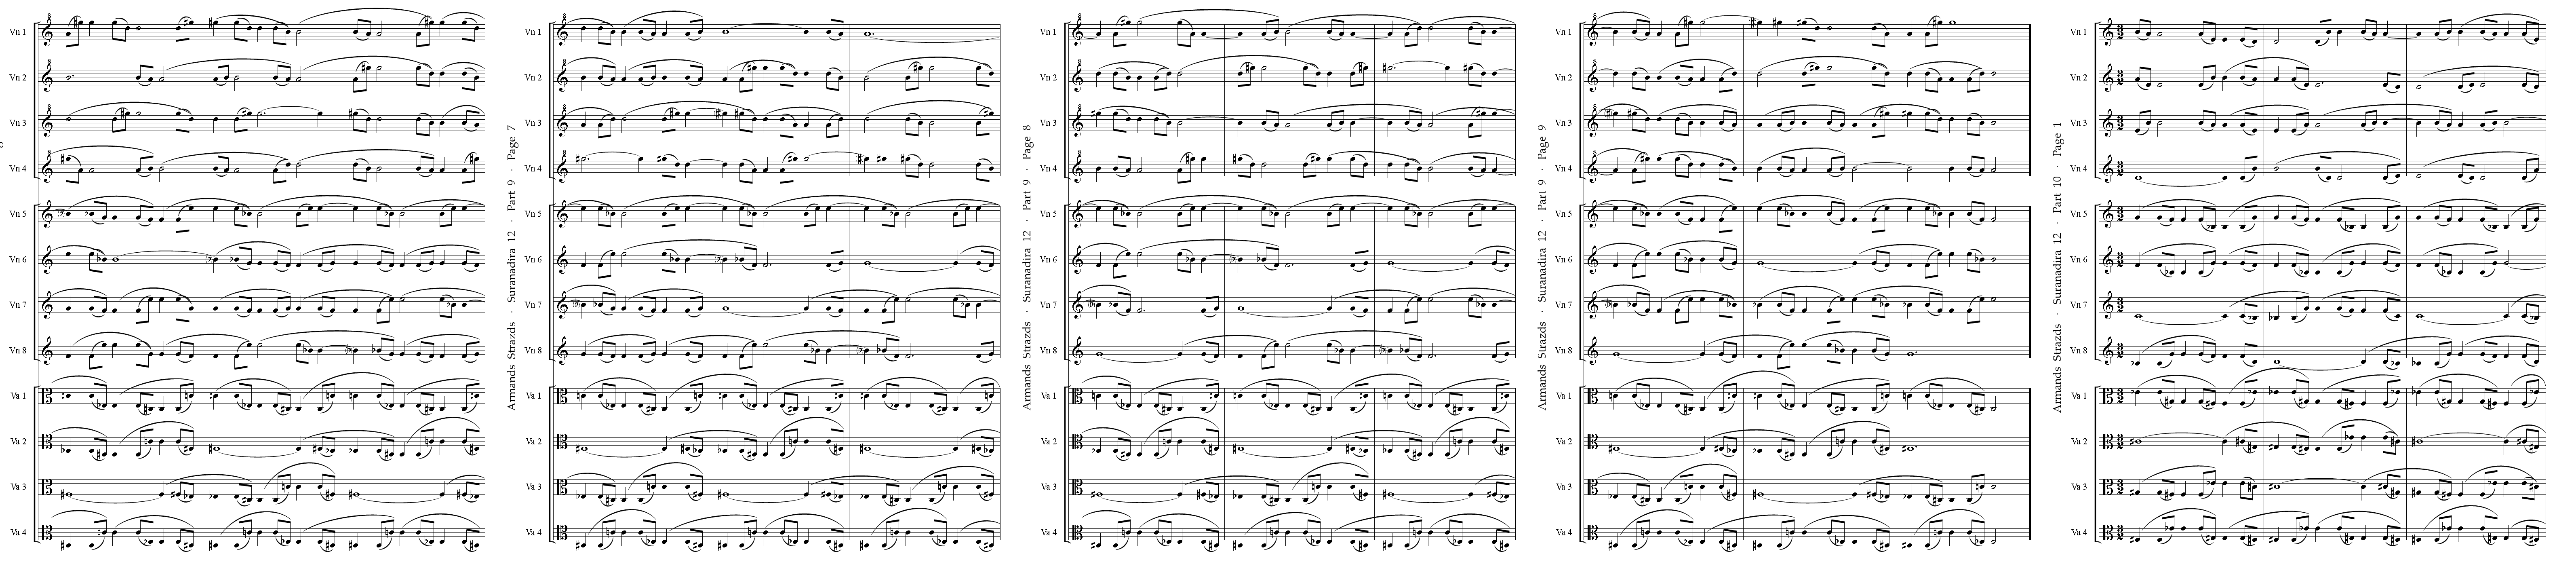 Vn 1
Vn 2
Vn 3
Vn 4
Vn 5
Vn 6
Vn 7
Vn 8
Va 1
Va 2
Va 3
Va 4
Armands Strazds · Suranadira 12 · Part 9 · Page 7
Vn 1
Vn 2
Vn 3
Vn 4
Vn 5
Vn 6
Vn 7
Vn 8
Va 1
Va 2
Va 3
Va 4
Armands Strazds · Suranadira 12 · Part 9 · Page 8
Vn 1
Vn 2
Vn 3
Vn 4
Vn 5
Vn 6
Vn 7
Vn 8
Va 1
Va 2
Va 3
Va 4
Armands Strazds · Suranadira 12 · Part 9 · Page 9
Vn 1
Vn 2
Vn 3
Vn 4
Vn 5
Vn 6
Vn 7
Vn 8
Va 1
Va 2
Va 3
Va 4
Armands Strazds · Suranadira 12 · Part 10 · Page 1
Vn 1
Vn 2
Vn 3
Vn 4
Vn 5
Vn 6
Vn 7
Vn 8
Va 1
Va 2
Va 3
Va 4